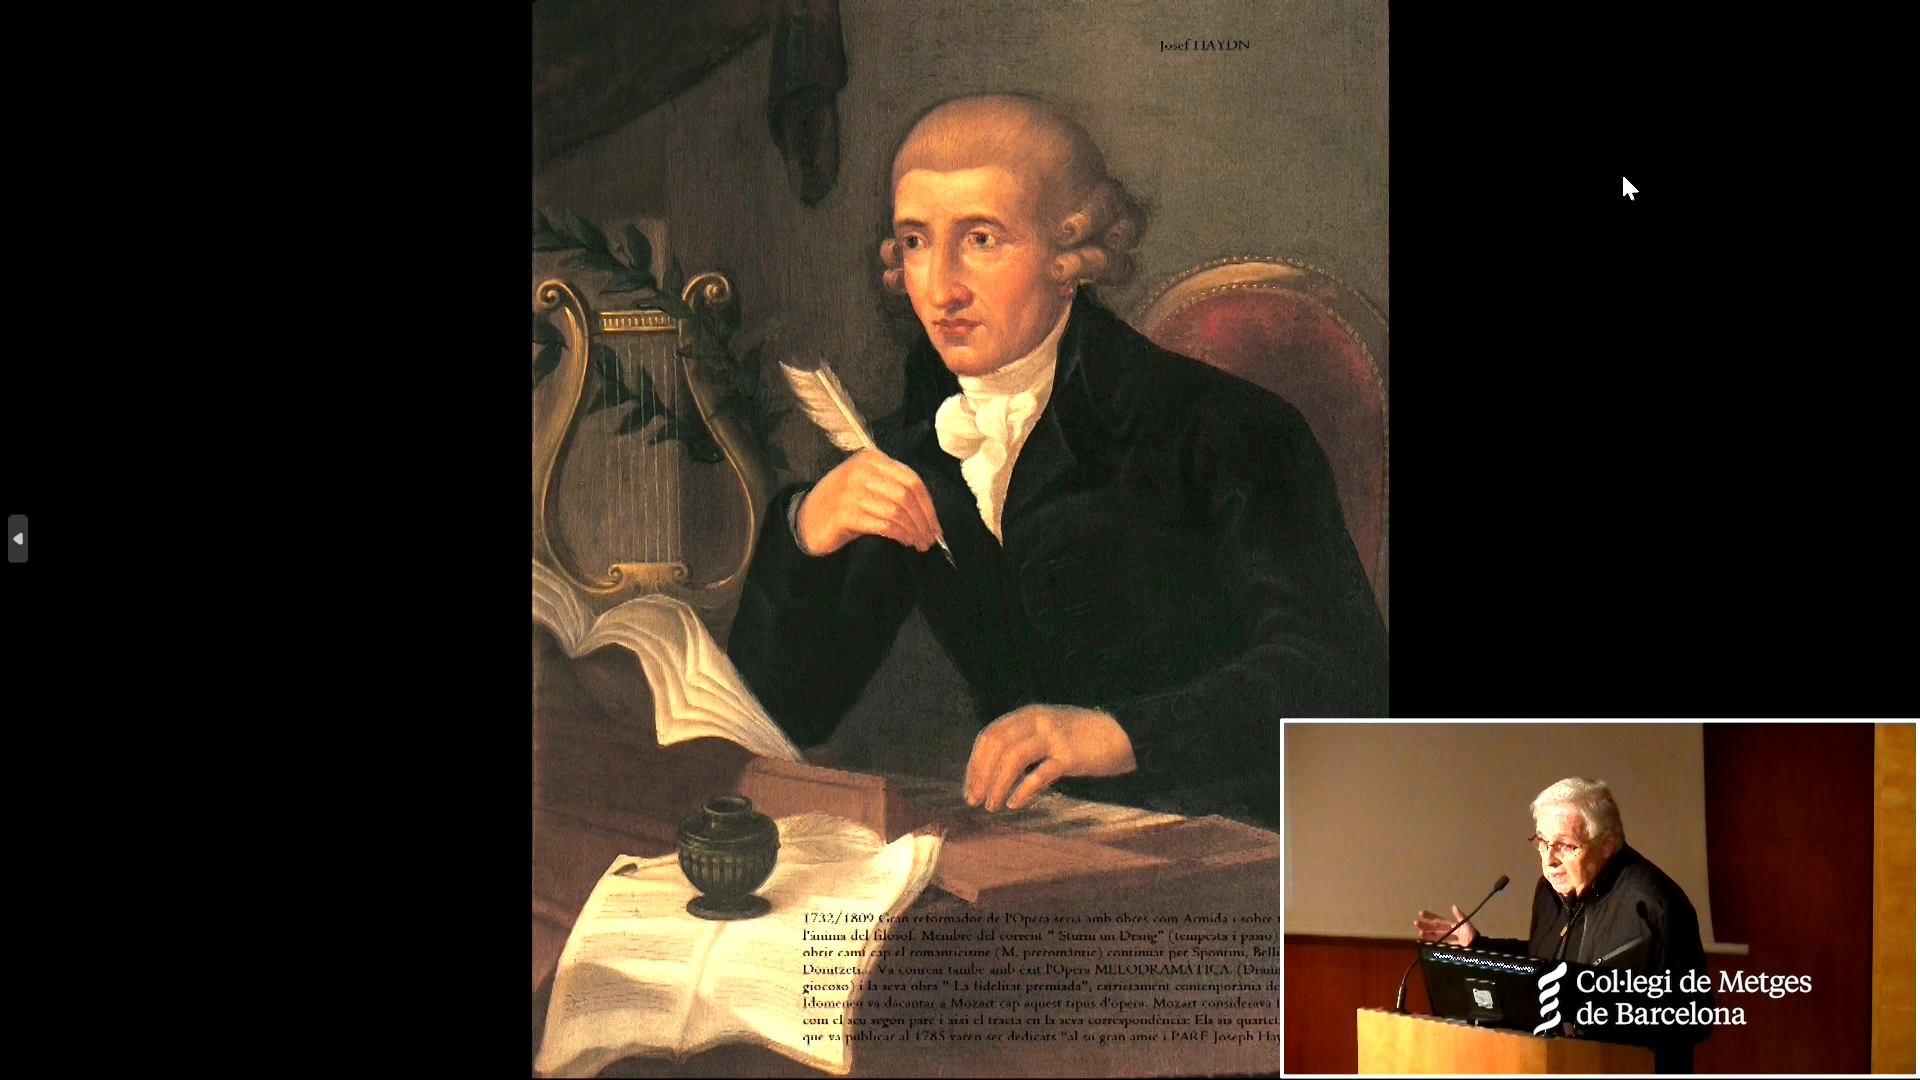 Josef HAYDN
1732/1809 Gran reformador de l'Opera seria amb obres com Armida i sobre
l'ànima del filosof. Membre del corrent " Sturm un Drang" (tempesta i pasio)
obrir camí cap el romanticisme (M. preromàntic) continuat per Spontini, Belli
Donitzeti... Va conrear tambe amb èxit l'Opera MELODRAMÀTICA. (Dram
giocoso) i la seva obra " La fidelitat premiada", estrictament contemporània de
Idomeneu va dacantar a Mozart cap aquest tipus d'opera. Mozart considerava
com el seu segon pare i aixi el tracta en la seva correspondència: Els sis quartet
que va publicar al 1785 varen ser dedicats "al su gran amic i PARE Joseph Hay
Col·legi de Metges
de Barcelona